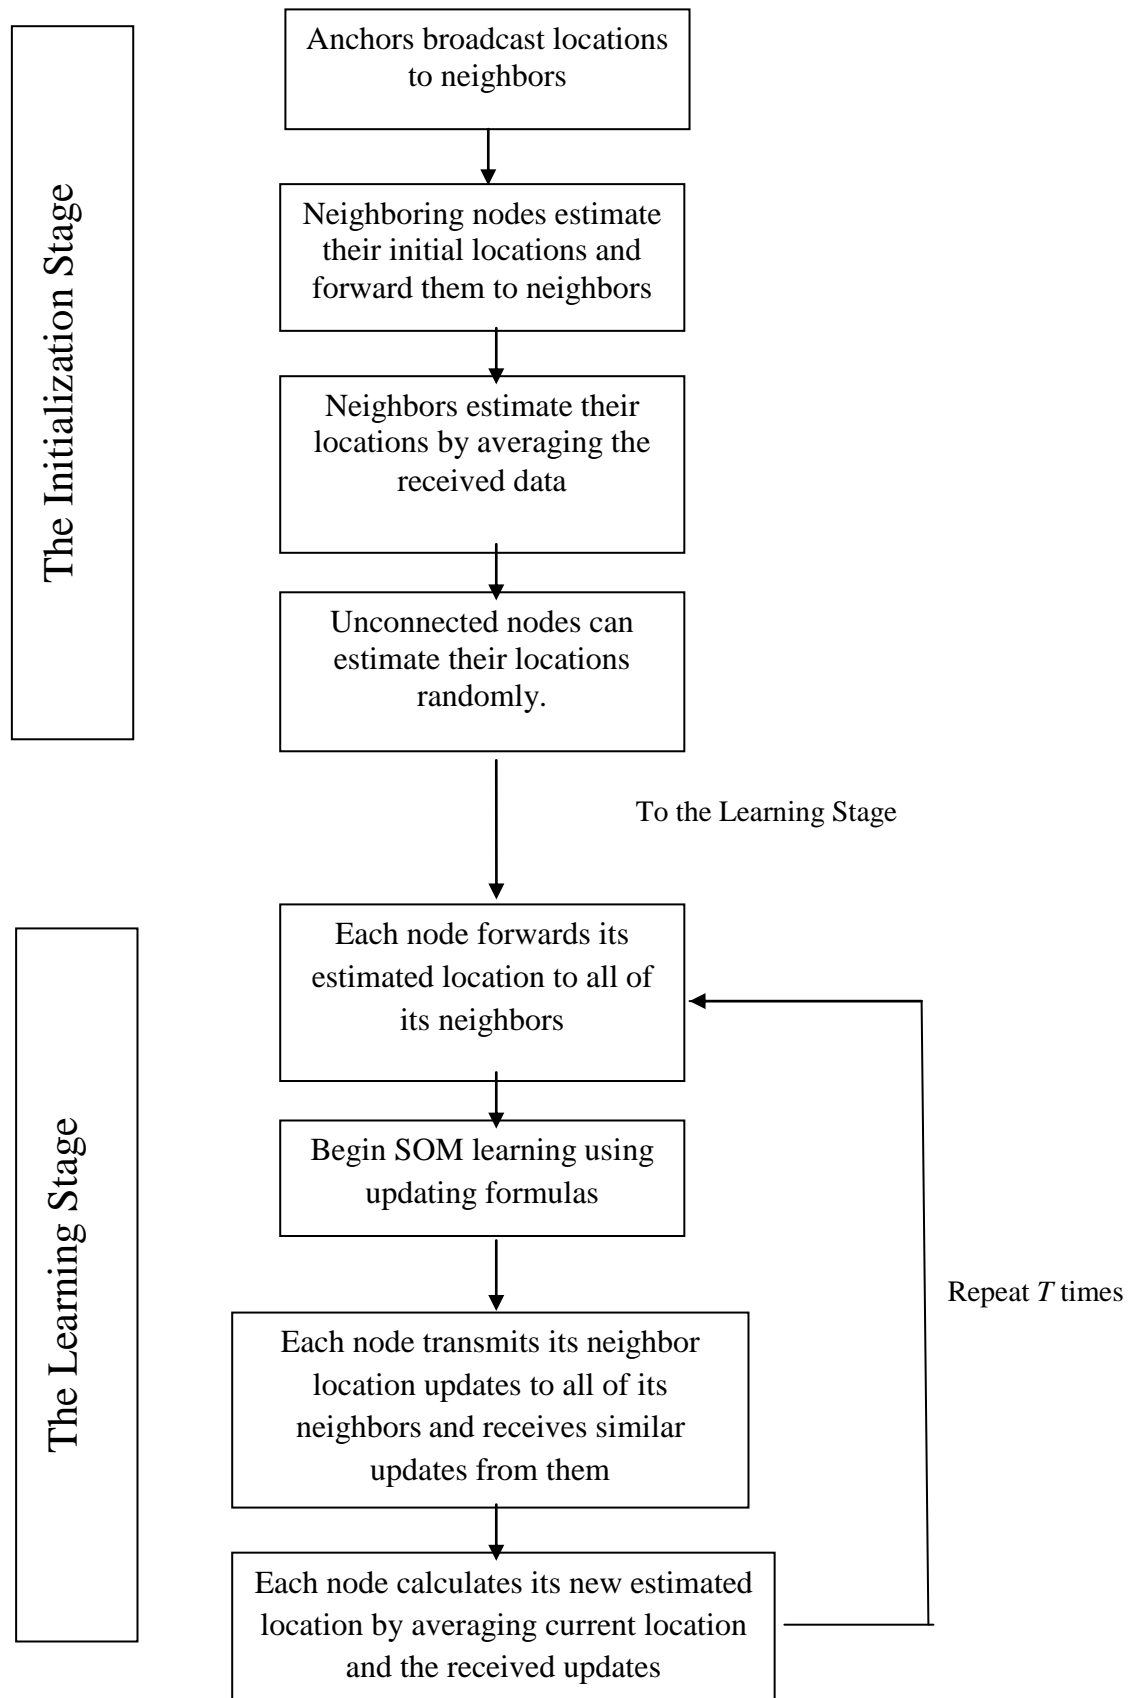 The Initialization Stage
Anchors broadcast locations
to neighbors
Neighboring nodes estimate
their initial locations and
forward them to neighbors
Neighbors estimate their
locations by averaging the
received data
Unconnected nodes can
estimate their locations
randomly.
To the Learning Stage
The Learning Stage
Each node forwards its
estimated location to all of
its neighbors
Begin SOM learning using
updating formulas
Repeat T times
Each node transmits its neighbor
location updates to all of its
neighbors and receives similar
updates from them
Each node calculates its new estimated
location by averaging current location
and the received updates